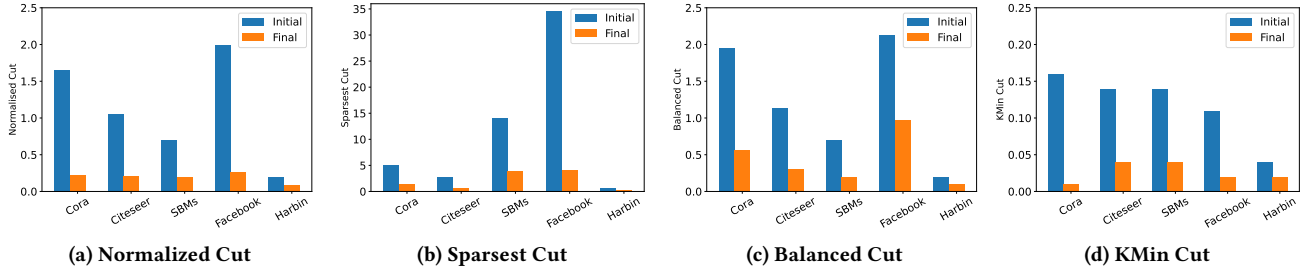 Normalised Cut
2.5
2.0
1.5
1.0
0.5
0.0
Initial
Final
Cora
Citeseer
SBMs
Facebook
Harbin
(a) Normalized Cut
Sparsest Cut
35
30
25
20
15
10
5
0
Initial
Final
Cora
Citeseer
SBMs
Facebook
Harbin
(b) Sparsest Cut
Balanced Cut
2.5
2.0
1.5
1.0
0.5
0.0
Initial
Final
Cora
Citeseer
SBMs
Facebook
Harbin
(c) Balanced Cut
KMin Cut
0.25
0.20
0.15
0.10
0.05
0.00
Initial
Final
Cora
Citeseer
SBMs
Facebook
Harbin
(d) KMin Cut